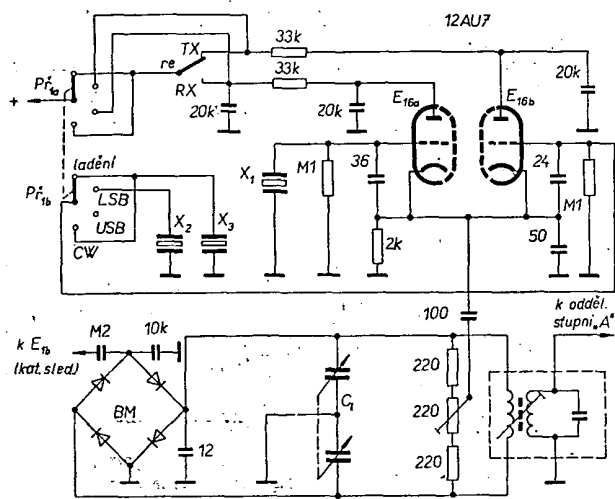 33k
12AU7
TX
Př1a
re
+
RX
33k
20k
20k
20k
E16a
E16b
ladění
Př1b
LSB
USB
CW
X2
X3
X1
M1
36
2k
24
M1
50
100
k odděl.
stupni „A“
k E1b
(kat. sled.)
M2
10k
BM
12
C1
220
220
220